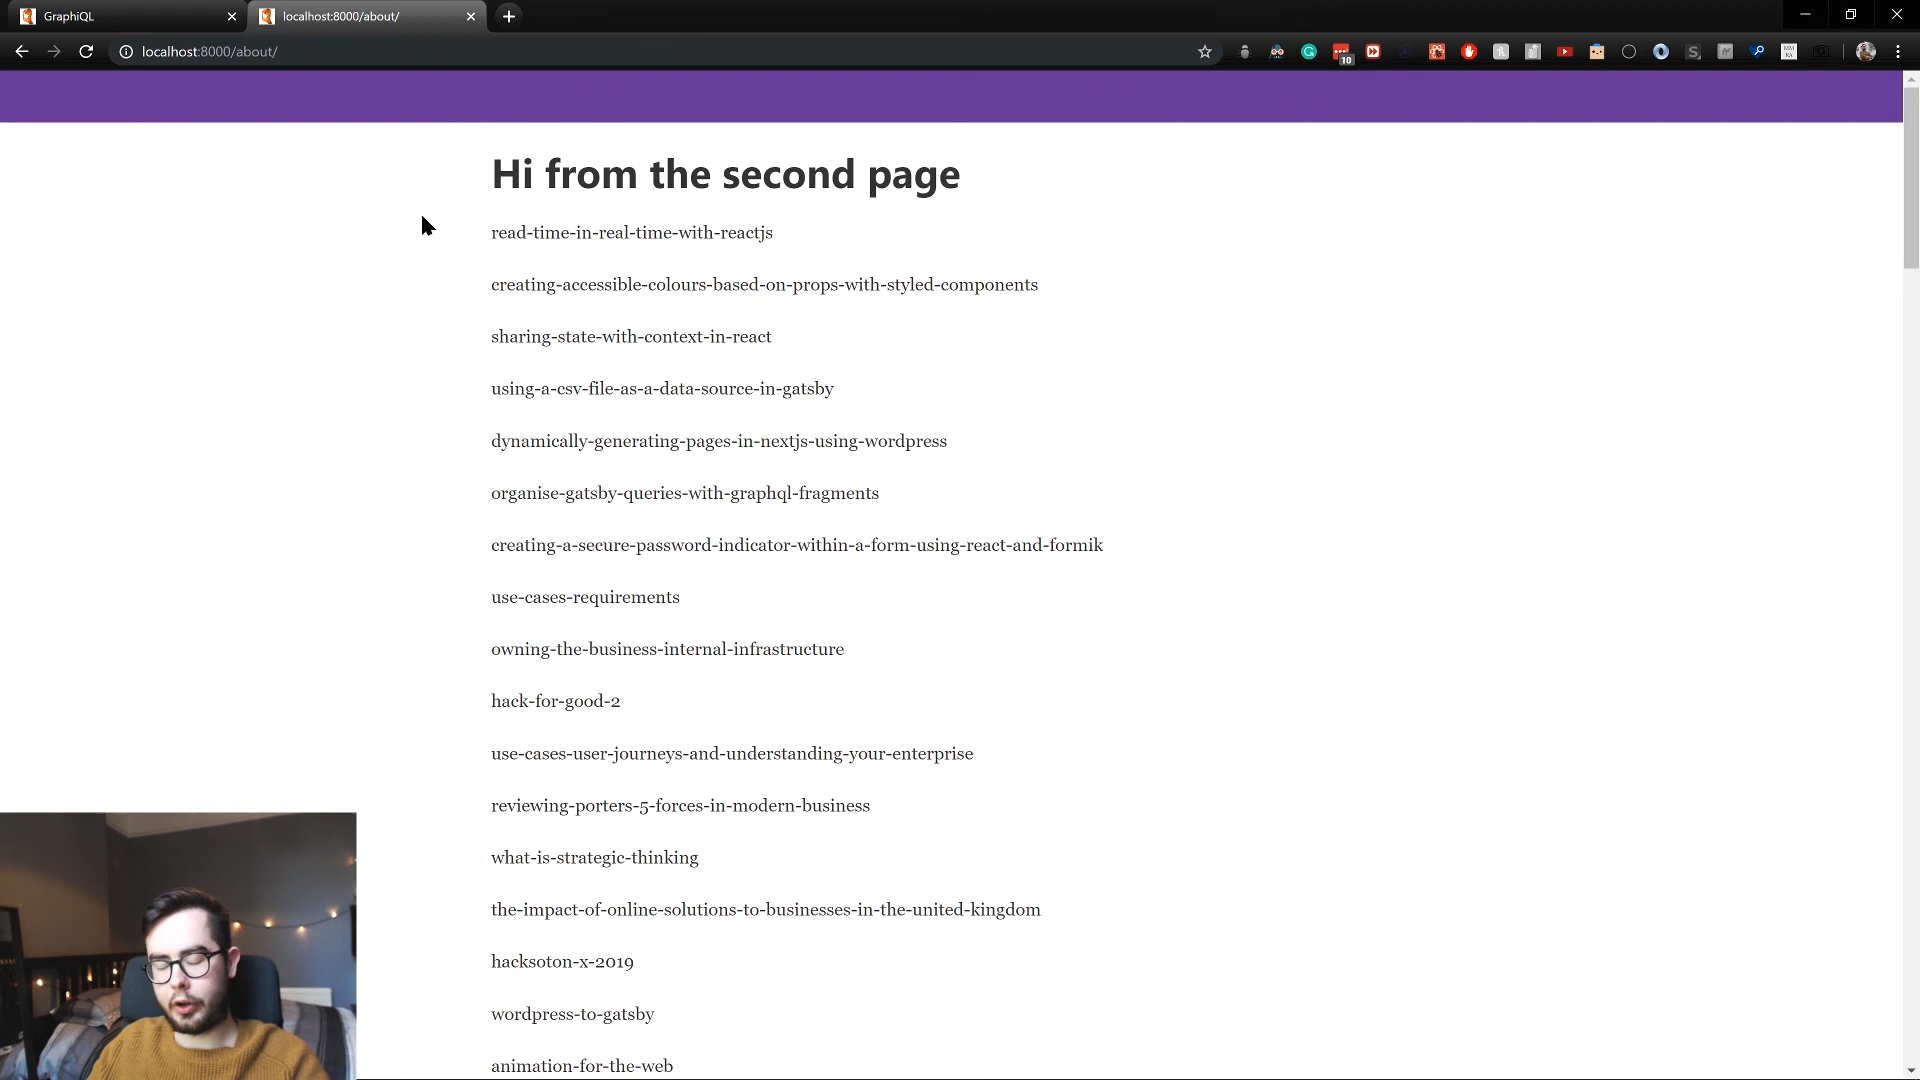 GraphiQL
localhost:8000/about/
localhost:8000/about/
10
Hi from the second page
read-time-in-real-time-with-reactjs
creating-accessible-colours-based-on-props-with-styled-components
sharing-state-with-context-in-react
using-a-csv-file-as-a-data-source-in-gatsby
dynamically-generating-pages-in-nextjs-using-wordpress
organise-gatsby-queries-with-graphql-fragments
creating-a-secure-password-indicator-within-a-form-using-react-and-formik
use-cases-requirements
owning-the-business-internal-infrastructure
hack-for-good-2
use-cases-user-journeys-and-understanding-your-enterprise
reviewing-porters-5-forces-in-modern-business
what-is-strategic-thinking
the-impact-of-online-solutions-to-businesses-in-the-united-kingdom
hacksoton-x-2019
wordpress-to-gatsby
animation-for-the-web